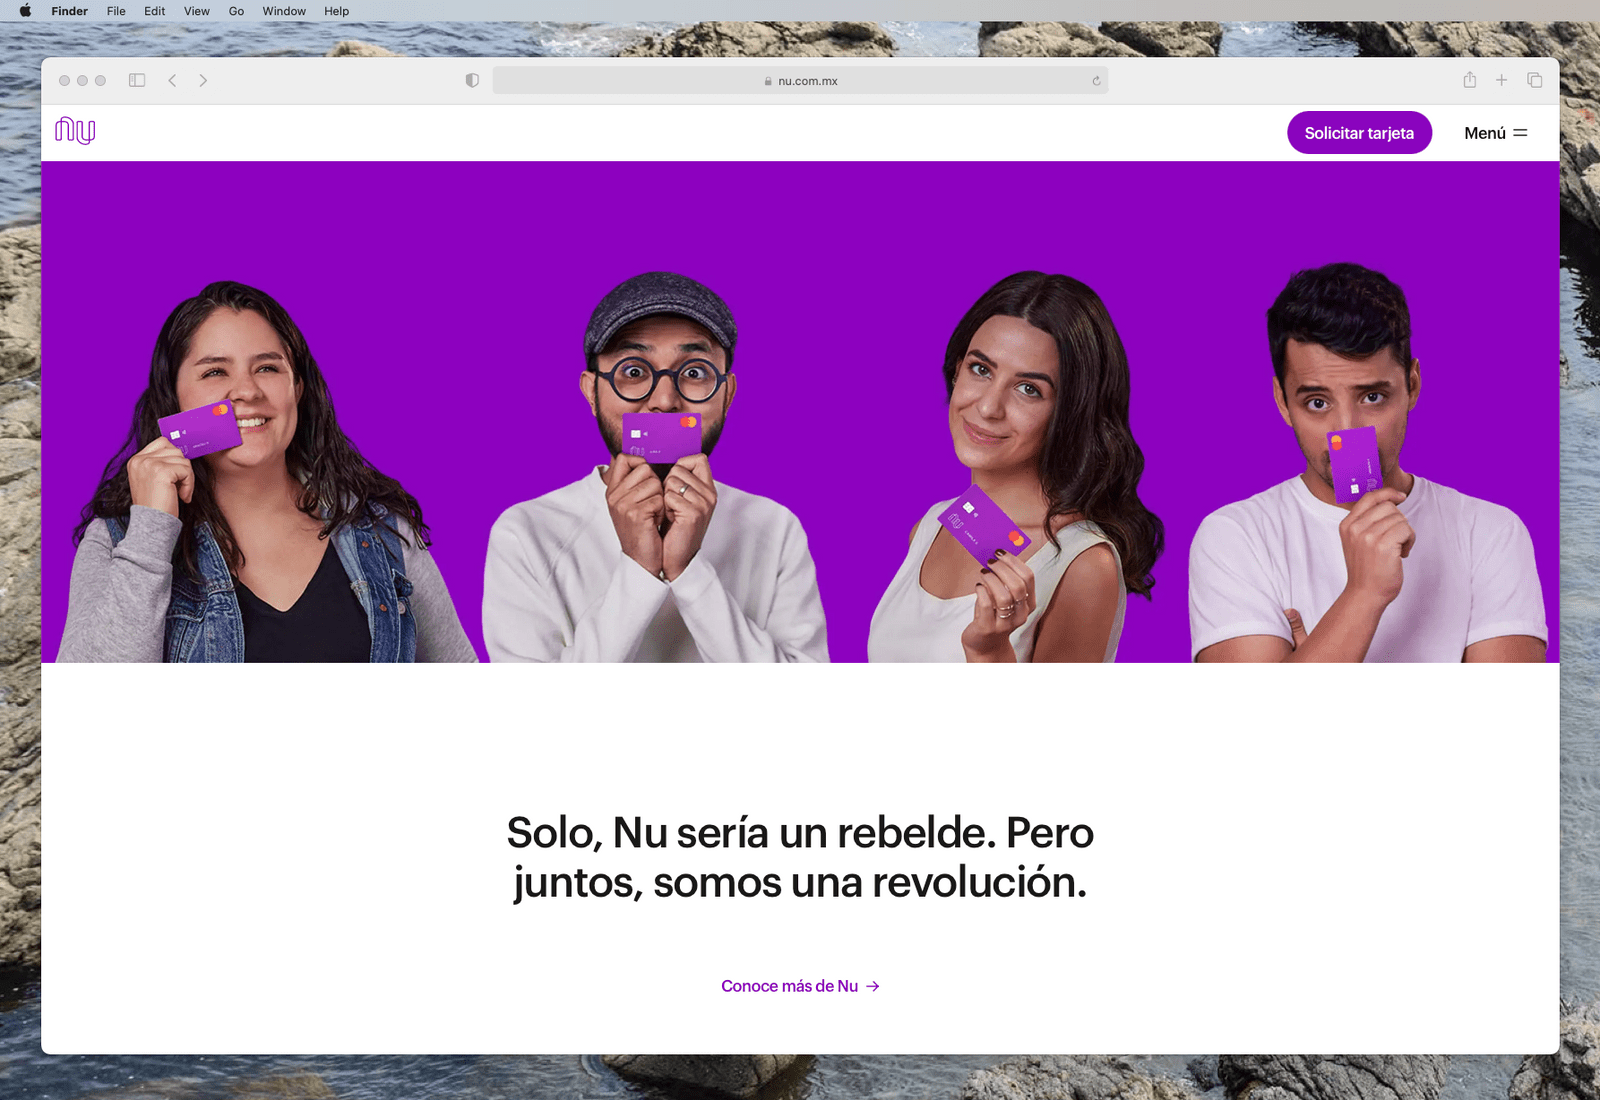 Finder File Edit View Go Window Help
nu.com.mx
nu
Solicitar tarjeta
Menú
Solo, Nu sería un rebelde. Pero
juntos, somos una revolución.
Conoce más de Nu →